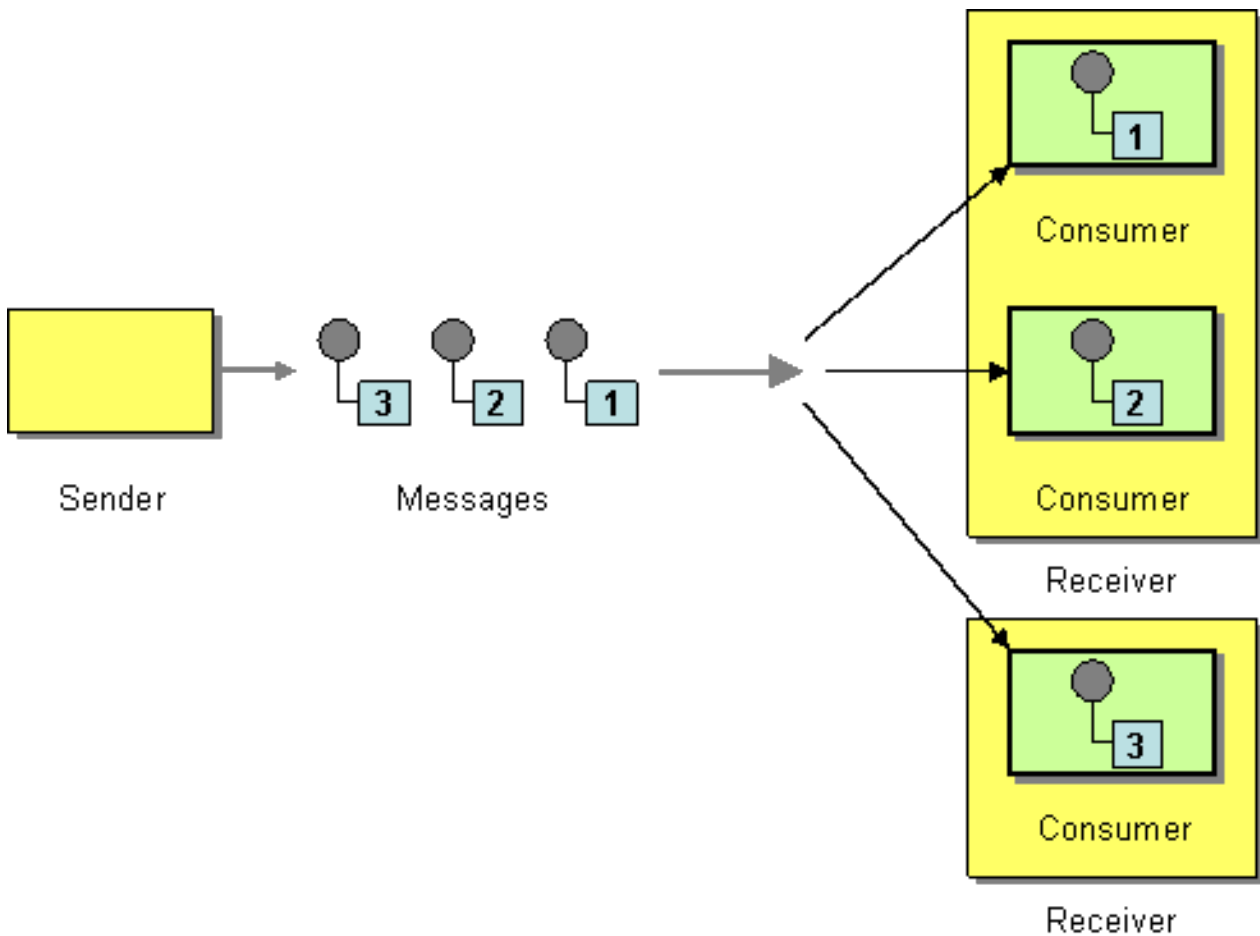 1
Consumer
3 2 1
2
Sender Messages Consumer
Receiver
3
Consumer
Receiver